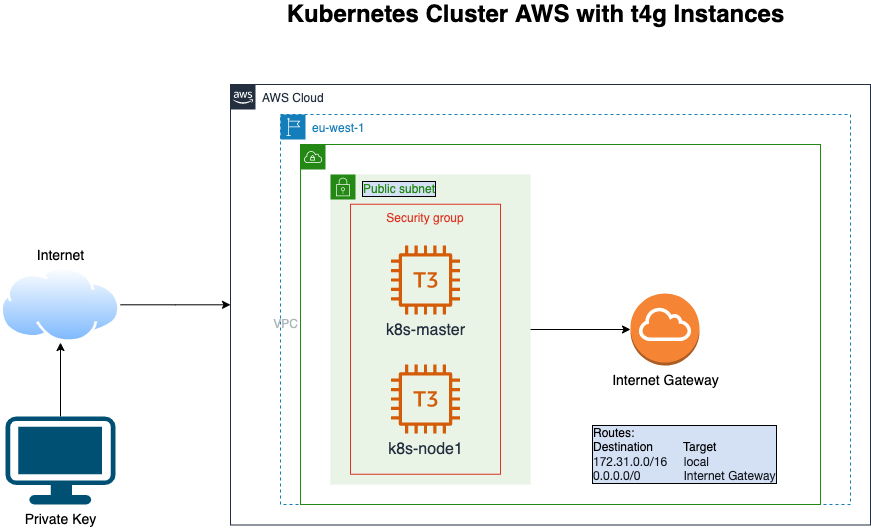 Kubernetes Cluster AWS with t4g Instances
aws
AWS Cloud
eu-west-1
Public subnet
Security group
T3
k8s-master
Internet
VPC
Internet Gateway
T3
k8s-node1
Routes:
Destination Target
172.31.0.0/16 local
0.0.0.0/0 Internet Gateway
Private Key